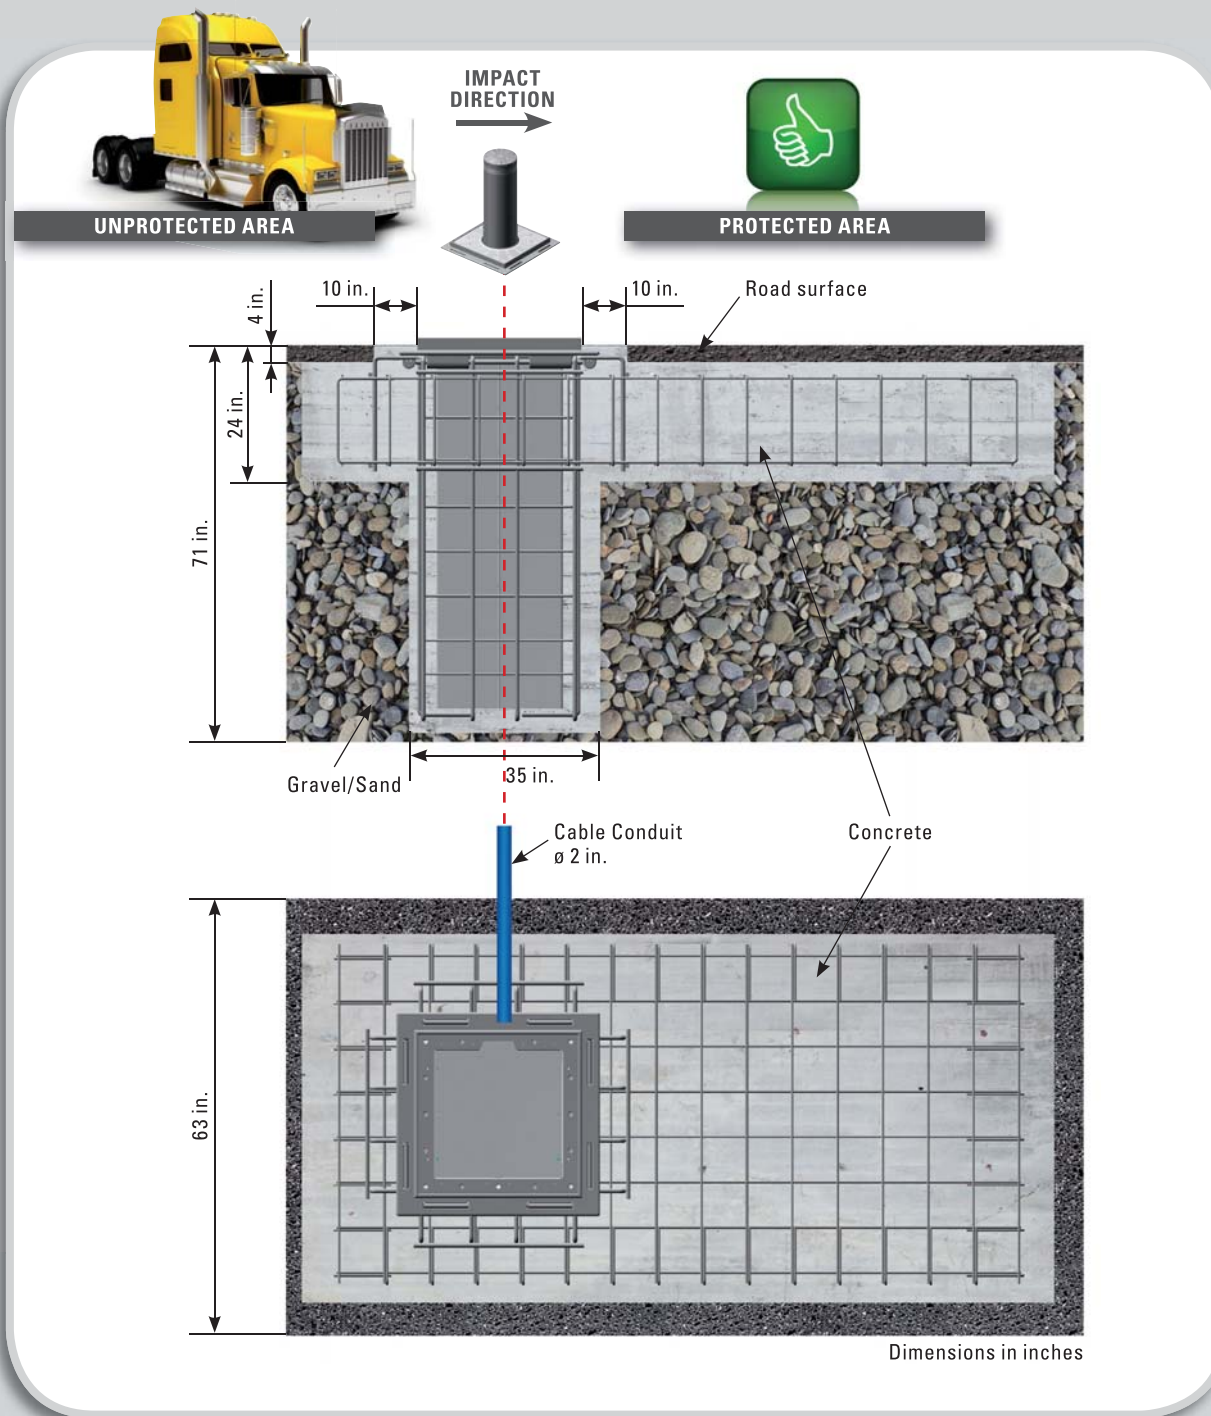 IMPACT
DIRECTION
UNPROTECTED AREA
PROTECTED AREA
10 in.
10 in.
Road surface
4 in.
24 in.
71 in.
35 in.
Gravel/Sand
Cable Conduit
ø 2 in.
Concrete
63 in.
Dimensions in inches